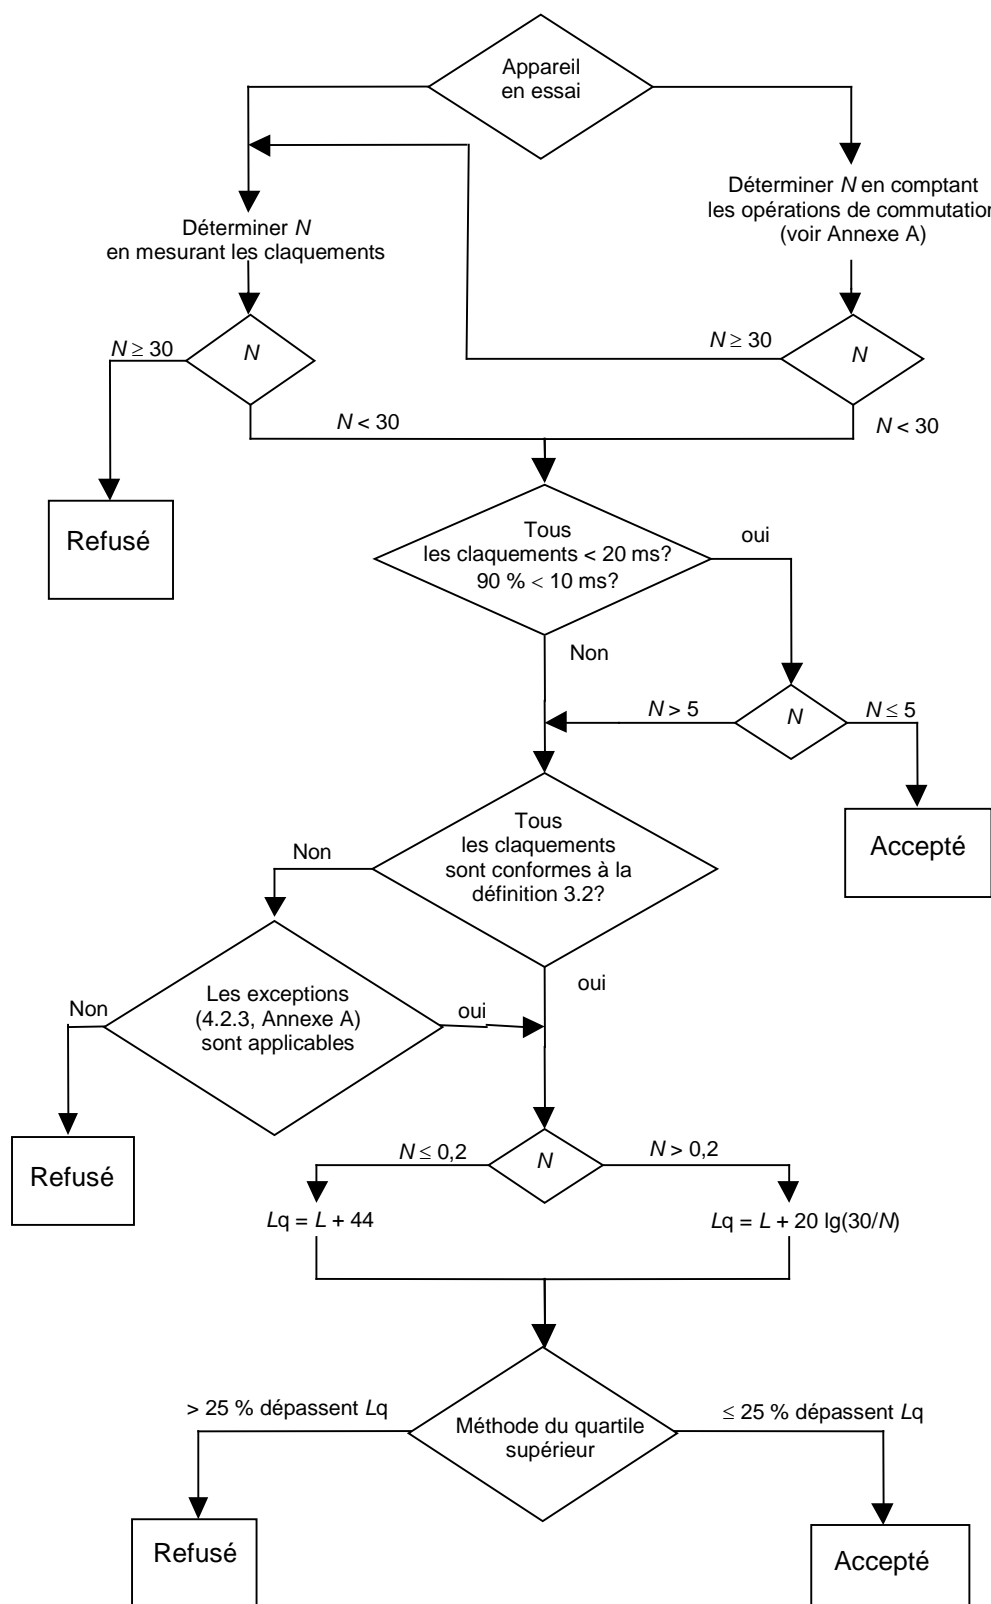 Appareil
en essai
Déterminer N en comptant
les opérations de commutation
(voir Annexe A)
Déterminer N
en mesurant les claquements
N ≥ 30
N
N ≥ 30
N
N < 30
N < 30
Refusé
Tous
les claquements < 20 ms?
90 % < 10 ms?
oui
Non
N > 5
N
N ≤ 5
Accepté
Tous
les claquements
sont conformes à la
définition 3.2?
Non
oui
Les exceptions
(4.2.3, Annexe A)
sont applicables
Non
oui
Refusé
N ≤ 0,2
N
N > 0,2
Lq = L + 44
Lq = L + 20 lg(30/N)
> 25 % dépassent Lq
Méthode du quartile
supérieur
≤ 25 % dépassent Lq
Refusé
Accepté